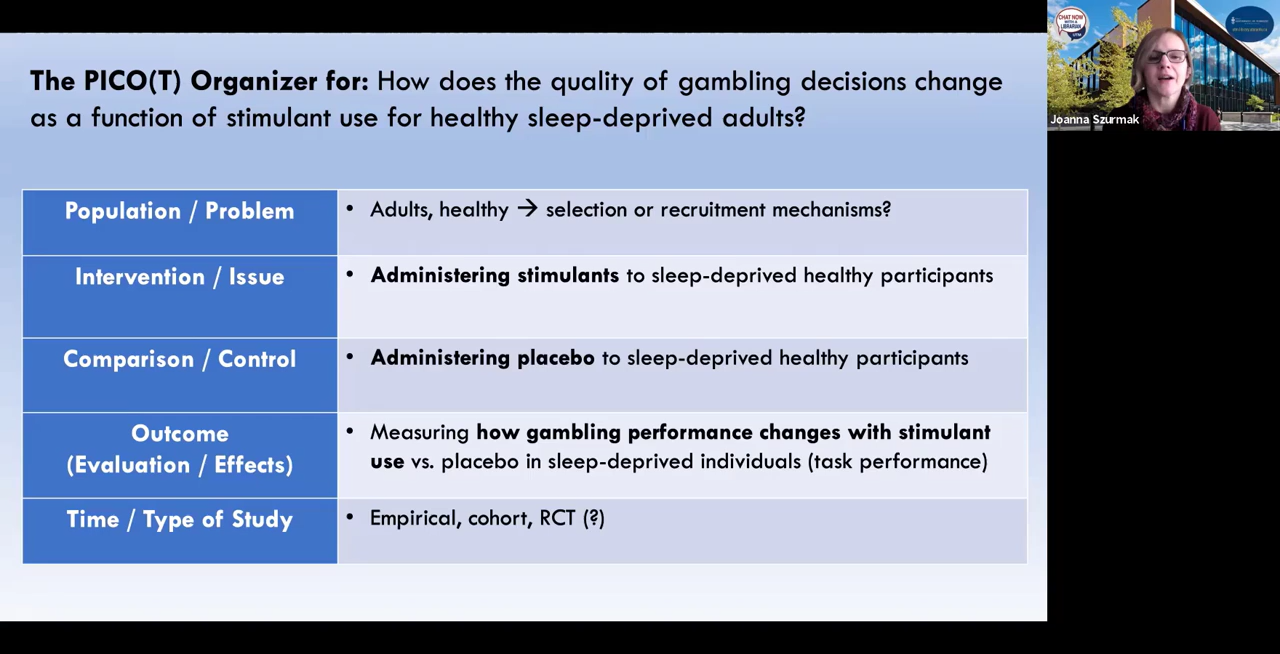 The PICO(T) Organizer for: How does the quality of gambling decisions change
as a function of stimulant use for healthy sleep-deprived adults?
Population / Problem
• Adults, healthy → selection or recruitment mechanisms?
Intervention / Issue
• Administering stimulants to sleep-deprived healthy participants
Comparison / Control
• Administering placebo to sleep-deprived healthy participants
Outcome
(Evaluation / Effects)
• Measuring how gambling performance changes with stimulant
use vs. placebo in sleep-deprived individuals (task performance)
Time / Type of Study
• Empirical, cohort, RCT (?)
CHAT NOW
WITH A
LIBRARIAN
Joanna Szurmak